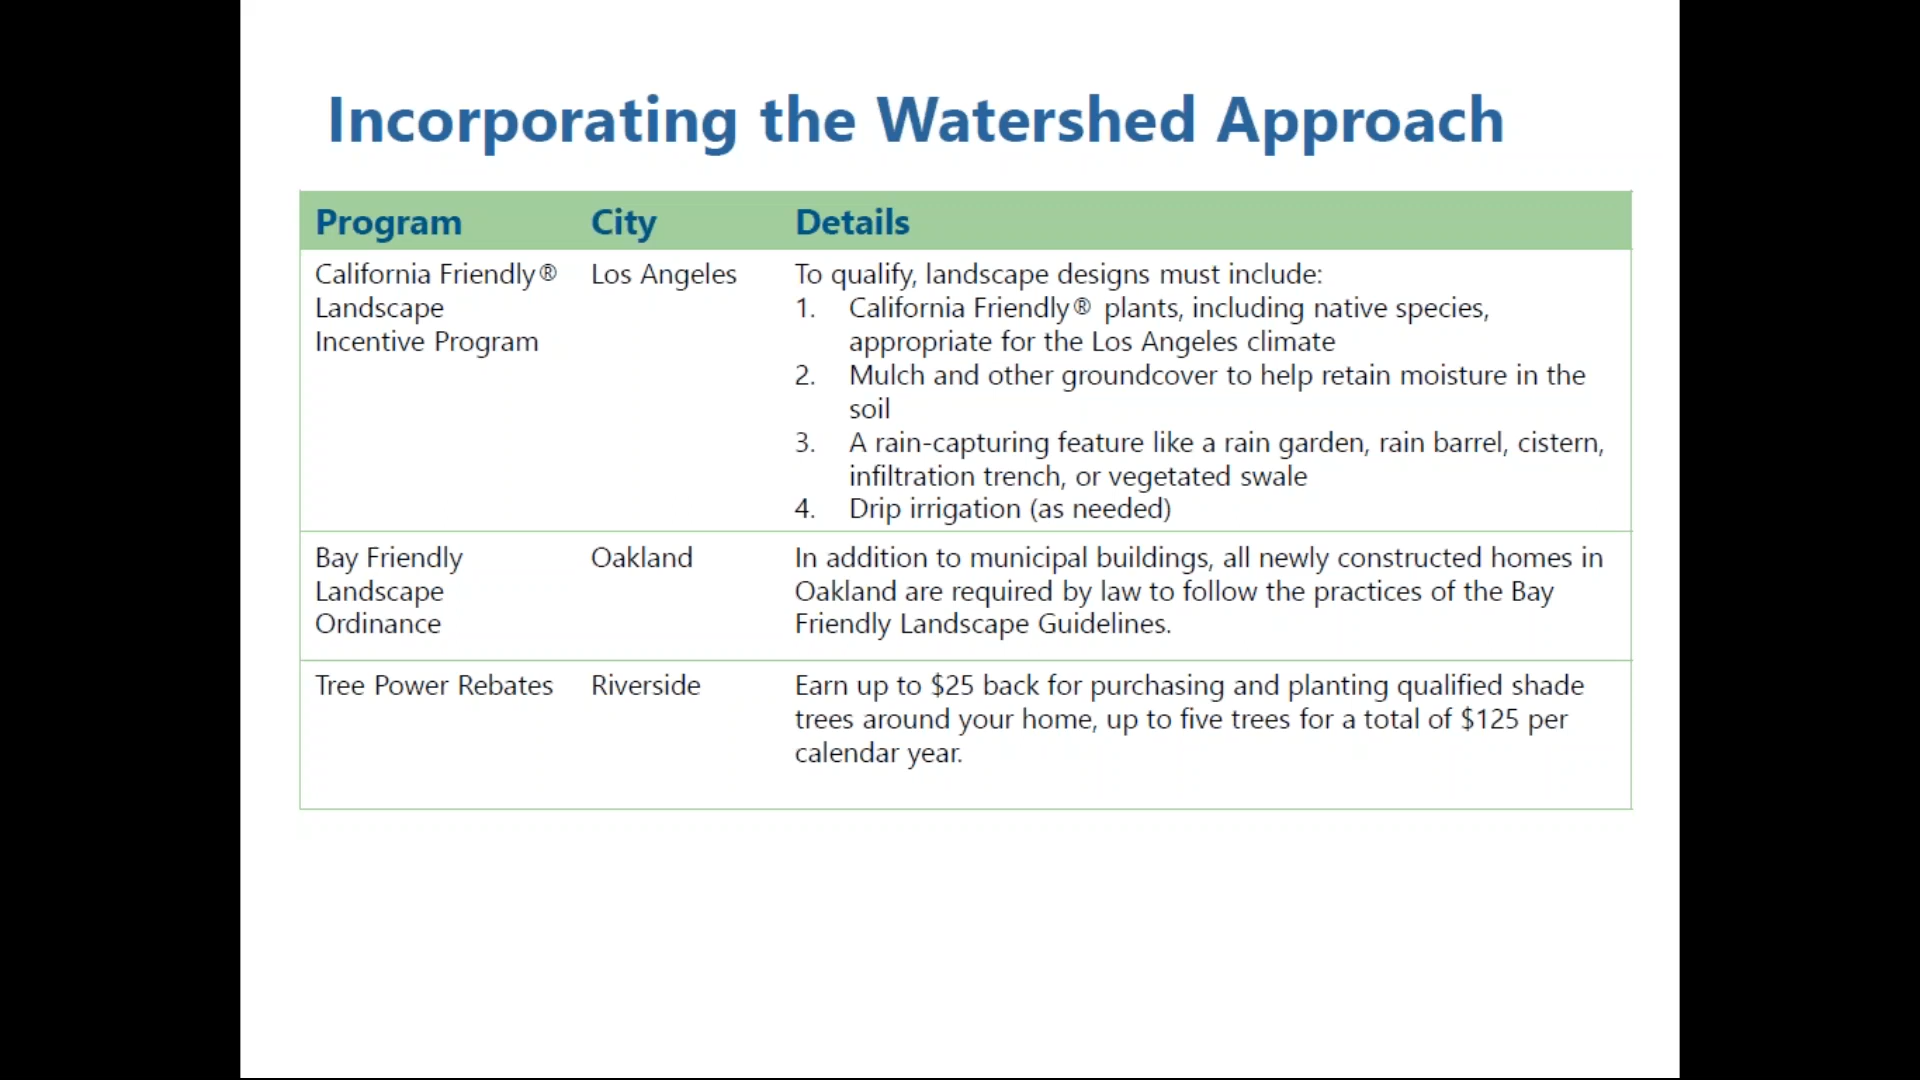 Incorporating the Watershed Approach
Program City Details
California Friendly® Los Angeles To qualify, landscape designs must include:
Landscape 1. California Friendly® plants, including native species,
Incentive Program appropriate for the Los Angeles climate
2. Mulch and other groundcover to help retain moisture in the
soil
3. A rain-capturing feature like a rain garden, rain barrel, cistern,
infiltration trench, or vegetated swale
4. Drip irrigation (as needed)
Bay Friendly Oakland In addition to municipal buildings, all newly constructed homes in
Landscape Oakland are required by law to follow the practices of the Bay
Ordinance Friendly Landscape Guidelines.
Tree Power Rebates Riverside Earn up to $25 back for purchasing and planting qualified shade
trees around your home, up to five trees for a total of $125 per
calendar year.